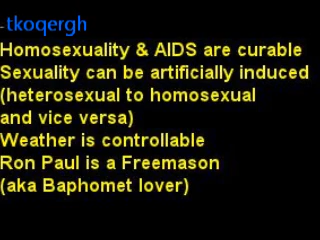 -tkoqergh
Homosexuality & AIDS are curable
Sexuality can be artificially induced
(heterosexual to homosexual
and vice versa)
Weather is controllable
Ron Paul is a Freemason
(aka Baphomet lover)